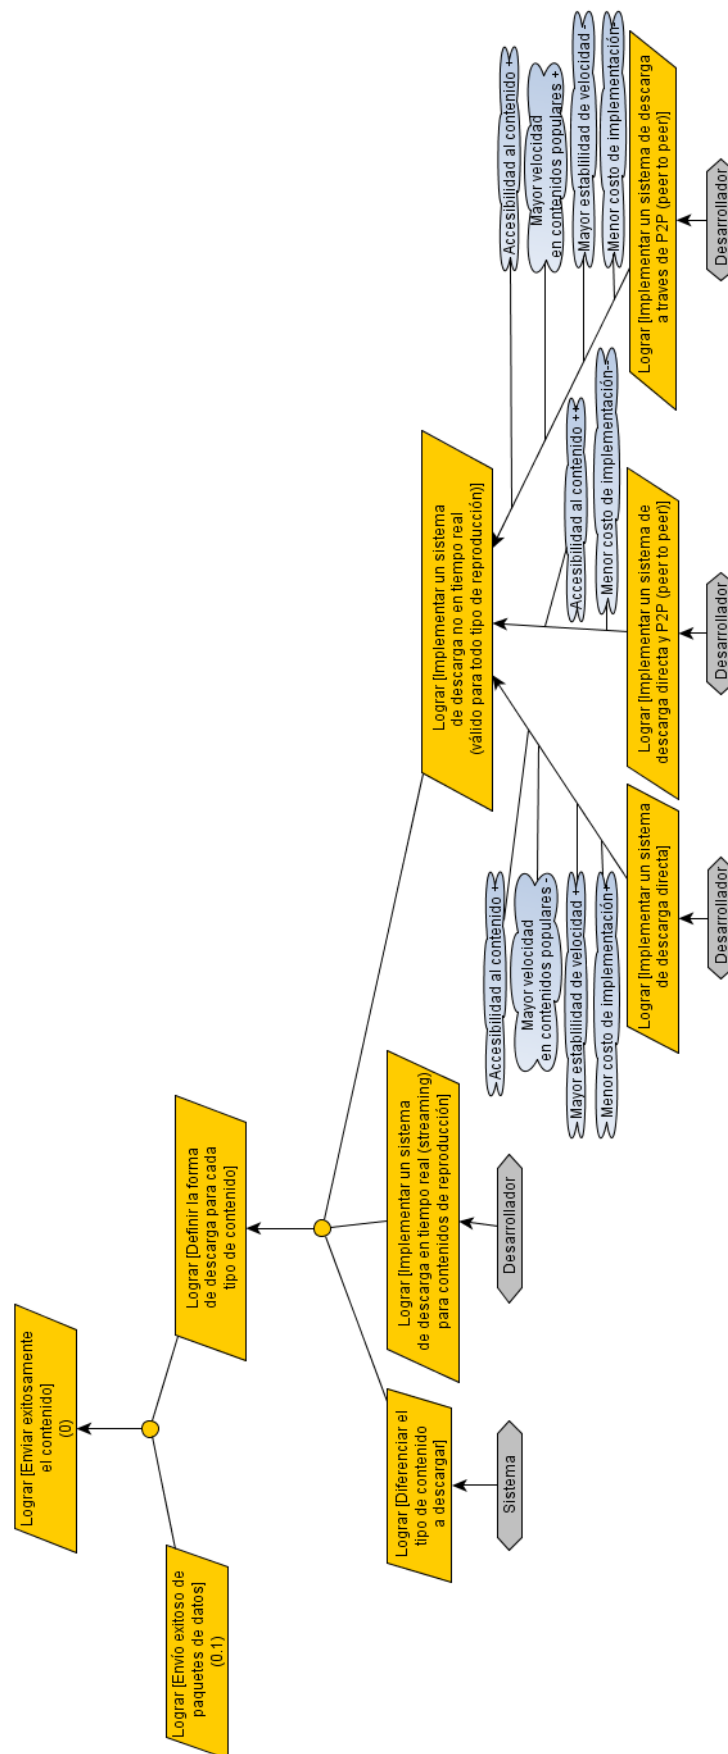 Lograr [Enviar exitosamente
el contenido]
(0)
Lograr [Envío exitoso de
paquetes de datos]
(0.1)
Lograr [Definir la forma
de descarga para cada
tipo de contenido]
Lograr [Diferenciar el
tipo de contenido
a descargar]
Sistema
Lograr [Implementar un sistema
de descarga en tiempo real (streaming)
para contenidos de reproducción]
Desarrollador
Lograr [Implementar un sistema
de descarga no en tiempo real
(válido para todo tipo de reproducción)]
Accesibilidad al contenido +
Mayor velocidad
en contenidos populares -
Mayor estabilidad de velocidad +
Menor costo de implementación+
Lograr [Implementar un sistema
de descarga directa]
Desarrollador
Accesibilidad al contenido ++
Menor costo de implementación--
Lograr [Implementar un sistema de
descarga directa y P2P (peer to peer)]
Desarrollador
Accesibilidad al contenido +
Mayor velocidad
en contenidos populares +
Mayor estabilidad de velocidad -
Menor costo de implementación-
Lograr [Implementar un sistema de descarga
a traves de P2P (peer to peer)]
Desarrollador